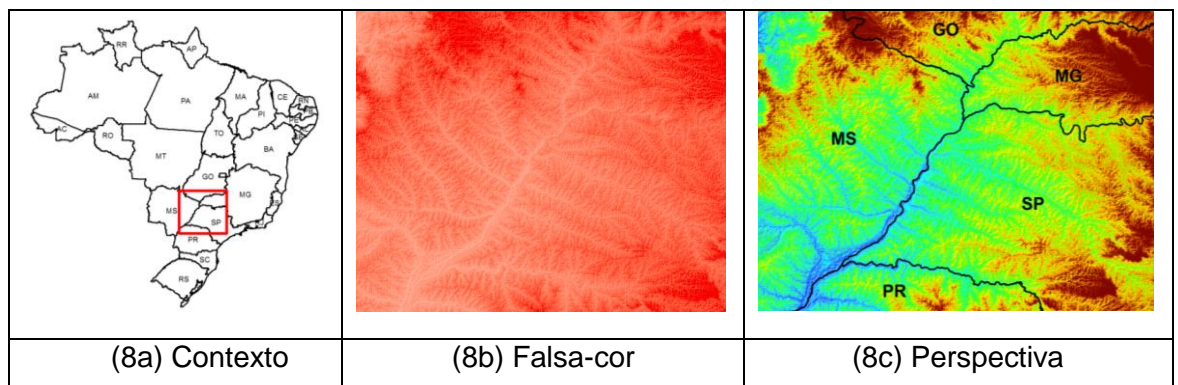 RR
AP
AM
PA
MA
CE
RN
PI
AC
RO
TO
BA
MT
GO
MG
MS
SP
PR
SC
RS
GO
MG
MS
SP
PR
(8a) Contexto
(8b) Falsa-cor
(8c) Perspectiva